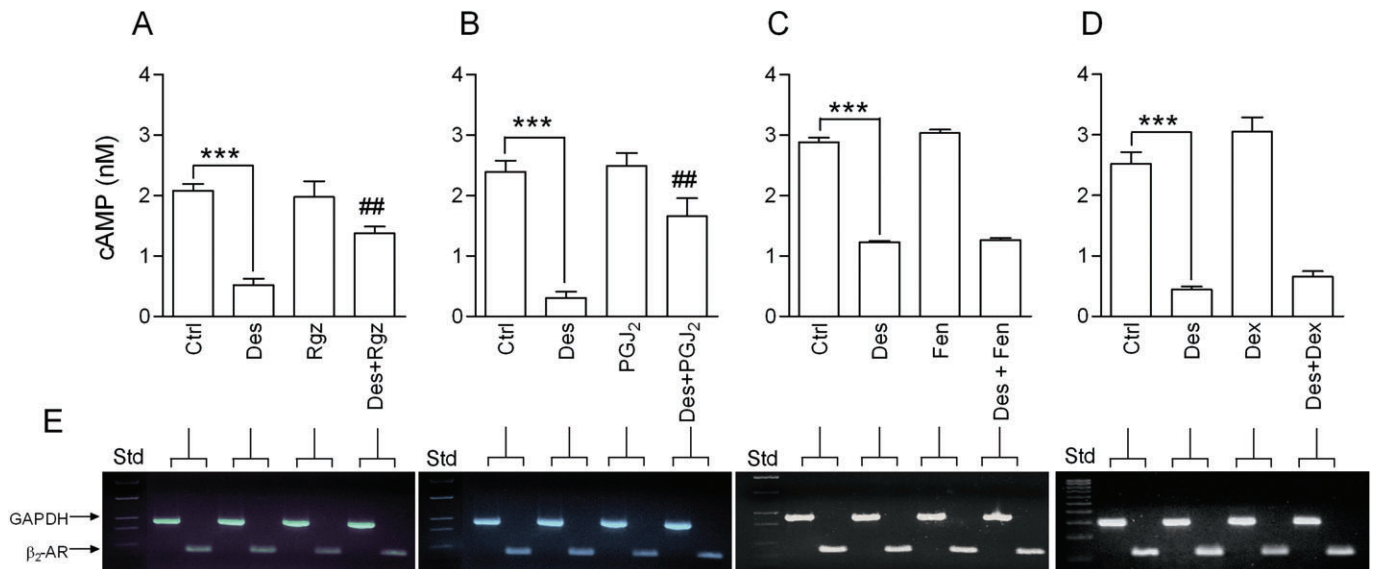 A
B
C
D
cAMP (nM)
4
3
2
1
0
***
##
Ctrl
Des
Rgz
Des+Rgz
4
3
2
1
0
***
##
Ctrl
Des
PGJ₂
Des+PGJ₂
4
3
2
1
0
***
Ctrl
Des
Fen
Des + Fen
4
3
2
1
0
***
Ctrl
Des
Dex
Des+Dex
E
Std
Std
Std
Std
GAPDH
β₂-AR